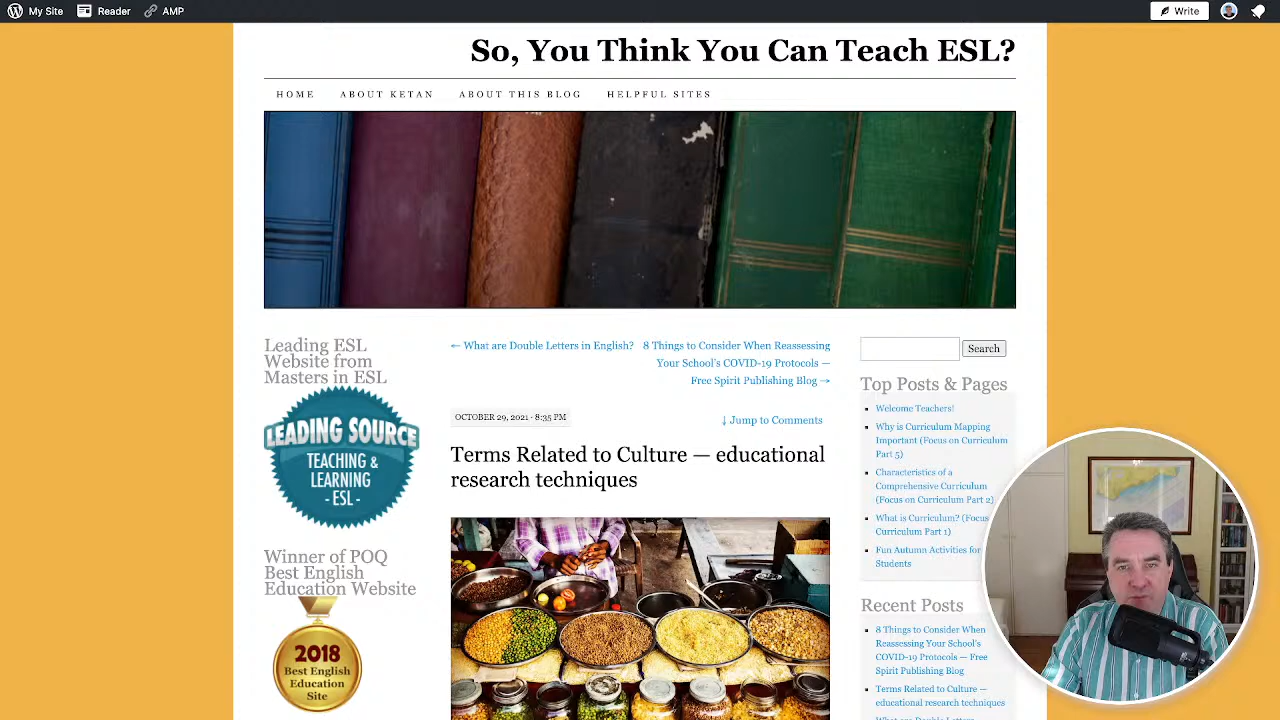 My Site
Reader
AMP
Write
So, You Think You Can Teach ESL?
HOME
ABOUT KETAN
ABOUT THIS BLOG
HELPFUL SITES
Leading ESL
Website from
Masters in ESL
LEADING SOURCE
TEACHING &
LEARNING
- ESL -
Winner of POQ
Best English
Education Website
2018
Best English
Education
Site
← What are Double Letters in English?
8 Things to Consider When Reassessing
Your School's COVID-19 Protocols —
Free Spirit Publishing Blog →
OCTOBER 29, 2021 · 8:35 PM
↓ Jump to Comments
Terms Related to Culture — educational
research techniques
Search
Top Posts & Pages
Welcome Teachers!
Why is Curriculum Mapping
Important (Focus on Curriculum
Part 5)
Characteristics of a
Comprehensive Curriculum
(Focus on Curriculum Part 2)
What is Curriculum? (Focus
Curriculum Part 1)
Fun Autumn Activities for
Students
Recent Posts
8 Things to Consider When
Reassessing Your School's
COVID-19 Protocols — Free
Spirit Publishing Blog
Terms Related to Culture —
educational research techniques